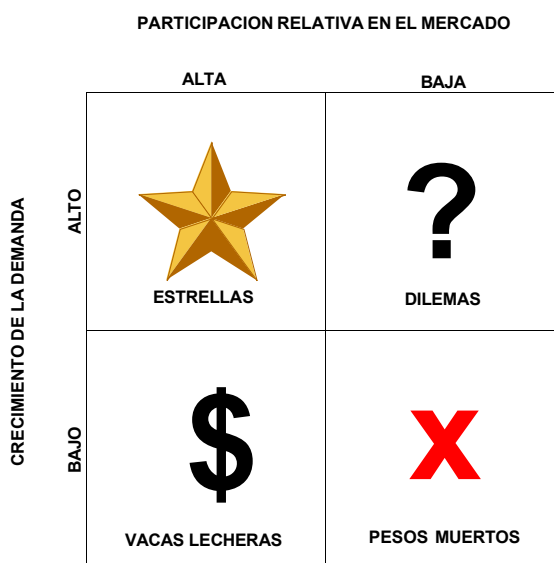 PARTICIPACION RELATIVA EN EL MERCADO
ALTA
BAJA
CRECIMIENTO DE LA DEMANDA
ALTO
?
ESTRELLAS
DILEMAS
BAJO
$
X
VACAS LECHERAS
PESOS MUERTOS